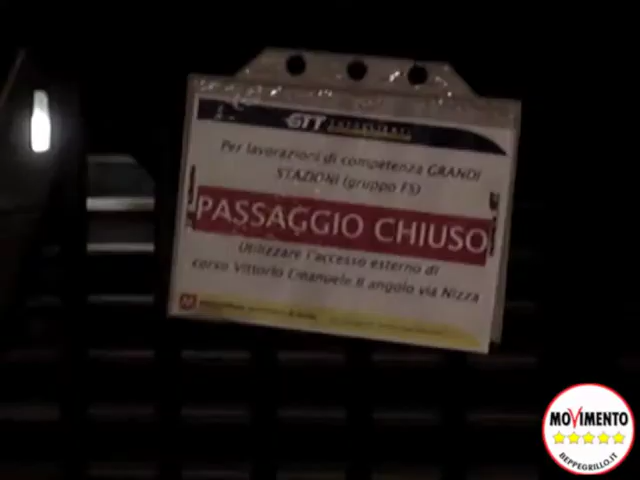 GTT
Per lavorazioni di competenza GRANDI
STAZIONI (gruppo FS)
PASSAGGIO CHIUSO
Utilizzare l'accesso esterno di
corso Vittorio Emanuele II angolo via Nizza
M
MOVIMENTO
BEPPEGRILLO.IT